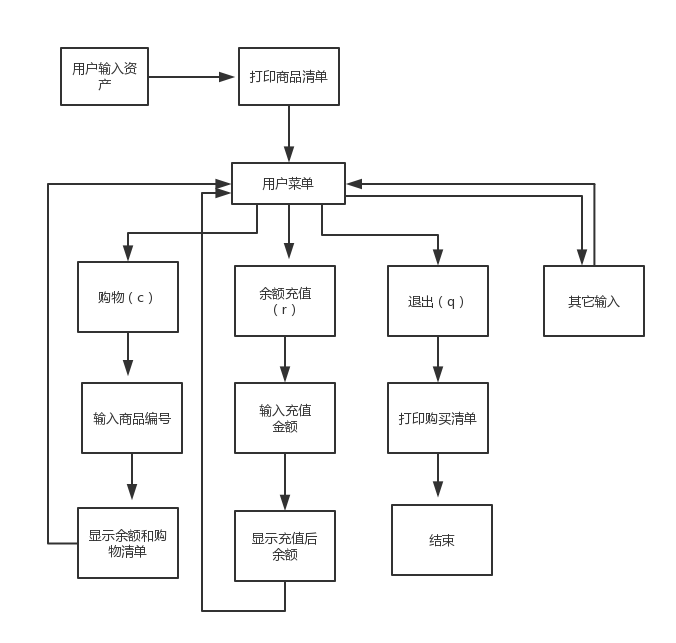 用户输入资
产
打印商品清单
用户菜单
购物（c）
余额充值
（r）
退出（q）
其它输入
输入商品编号
输入充值
金额
打印购买清单
显示余额和购
物清单
显示充值后
余额
结束